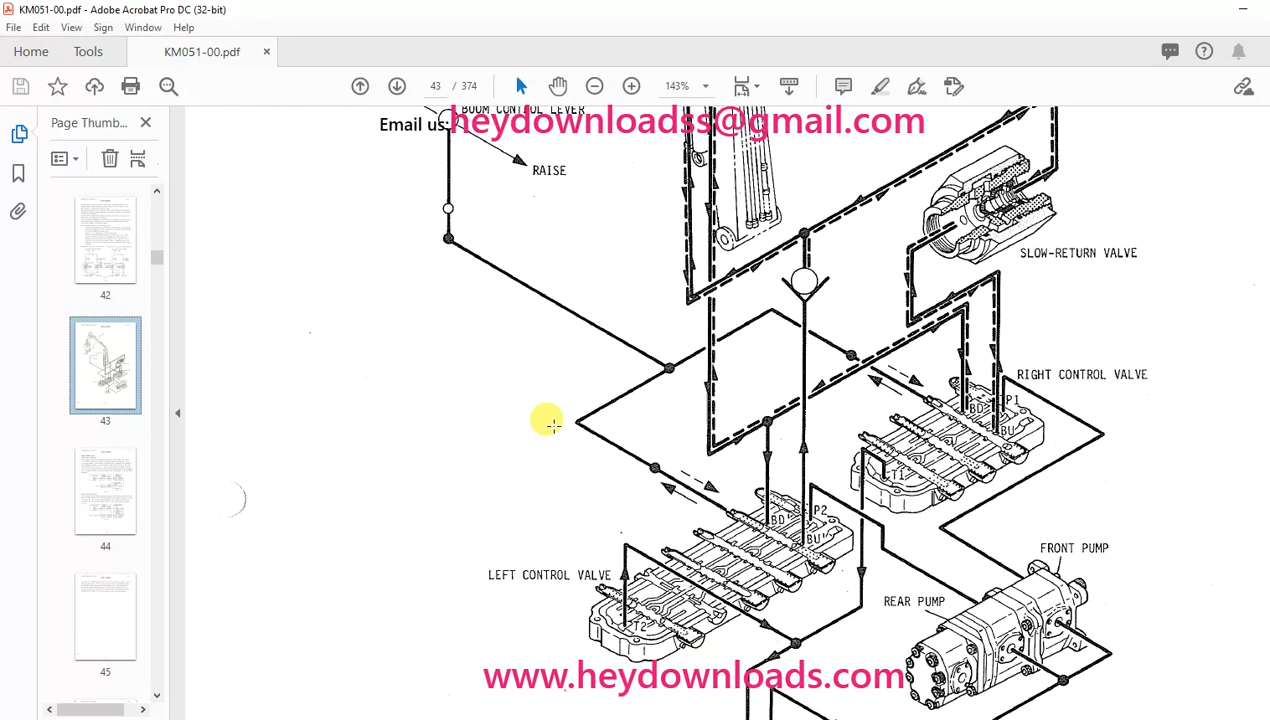 KM051-00.pdf - Adobe Acrobat Pro DC (32-bit)
File Edit View Sign Window Help
Home Tools KM051-00.pdf ×
43 / 374 143%
Page Thumb...
BOOM CONTROL LEVER
Email us: heydownloadss@gmail.com
RAISE
SLOW-RETURN VALVE
42
RIGHT CONTROL VALVE
BD P1
BU
43
T1
P2
BD'
BU'
FRONT PUMP
44
LEFT CONTROL VALVE
REAR PUMP
T2
45
www.heydownloads.com